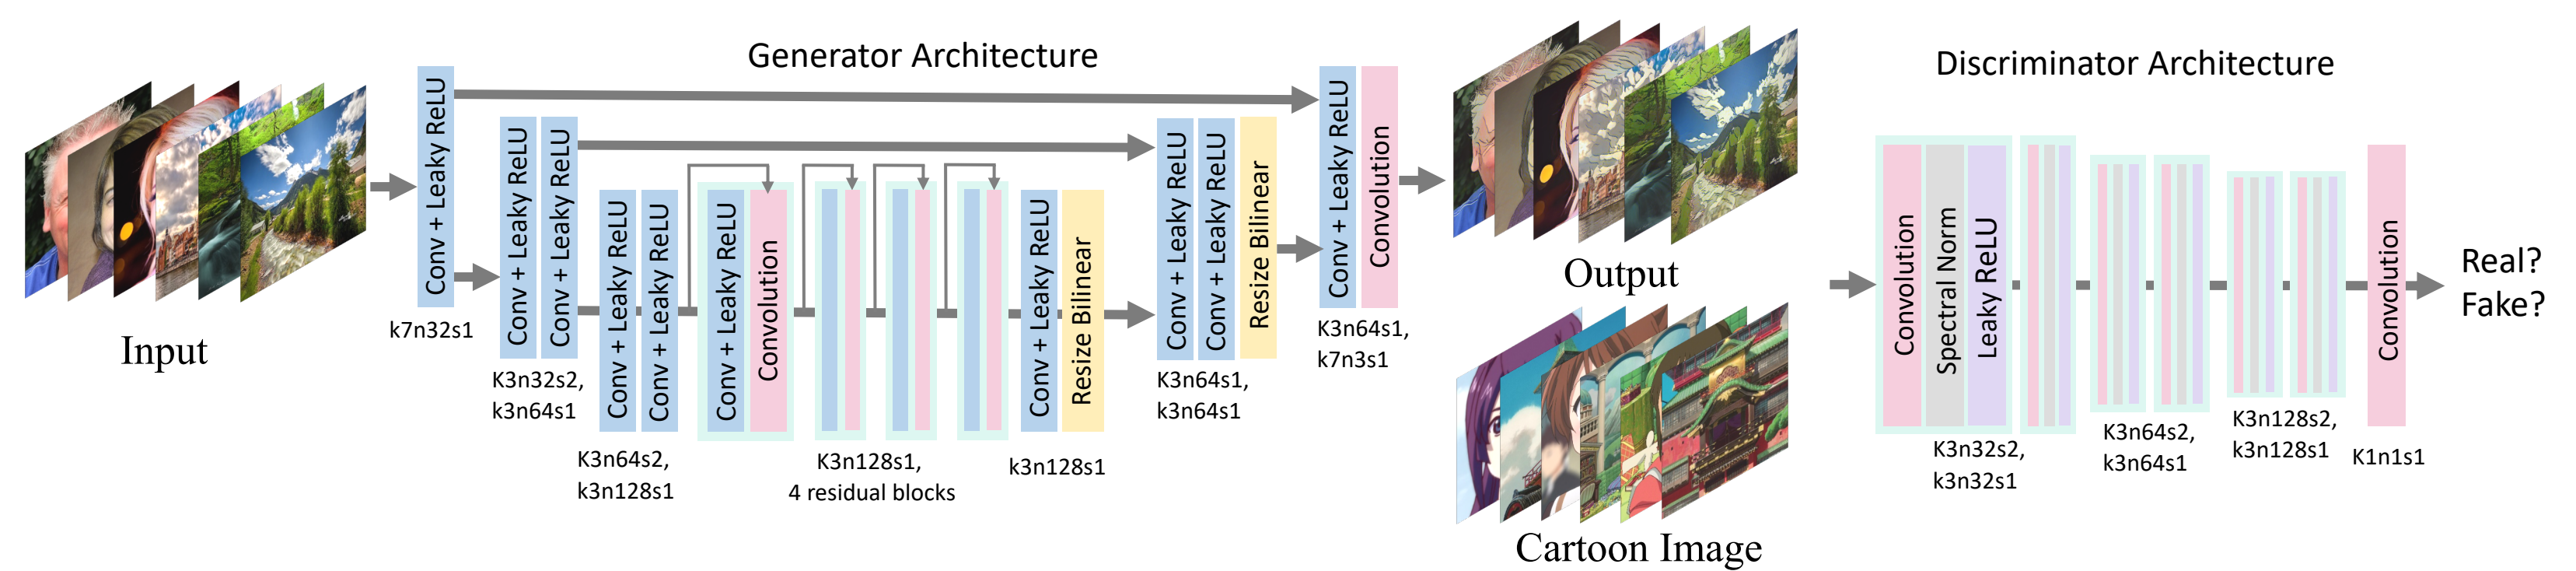 Generator Architecture
Discriminator Architecture
Input
Conv + Leaky ReLU
k7n32s1
Conv + Leaky ReLU
Conv + Leaky ReLU
K3n32s2,
k3n64s1
Conv + Leaky ReLU
Conv + Leaky ReLU
K3n64s2,
k3n128s1
Conv + Leaky ReLU
Convolution
K3n128s1,
4 residual blocks
Conv + Leaky ReLU
Resize Bilinear
k3n128s1
Conv + Leaky ReLU
Conv + Leaky ReLU
Resize Bilinear
K3n64s1,
k3n64s1
Conv + Leaky ReLU
Convolution
K3n64s1,
k7n3s1
Output
Cartoon Image
Convolution
Spectral Norm
Leaky ReLU
K3n32s2,
k3n32s1
K3n64s2,
k3n64s1
K3n128s2,
k3n128s1
Convolution
K1n1s1
Real?
Fake?